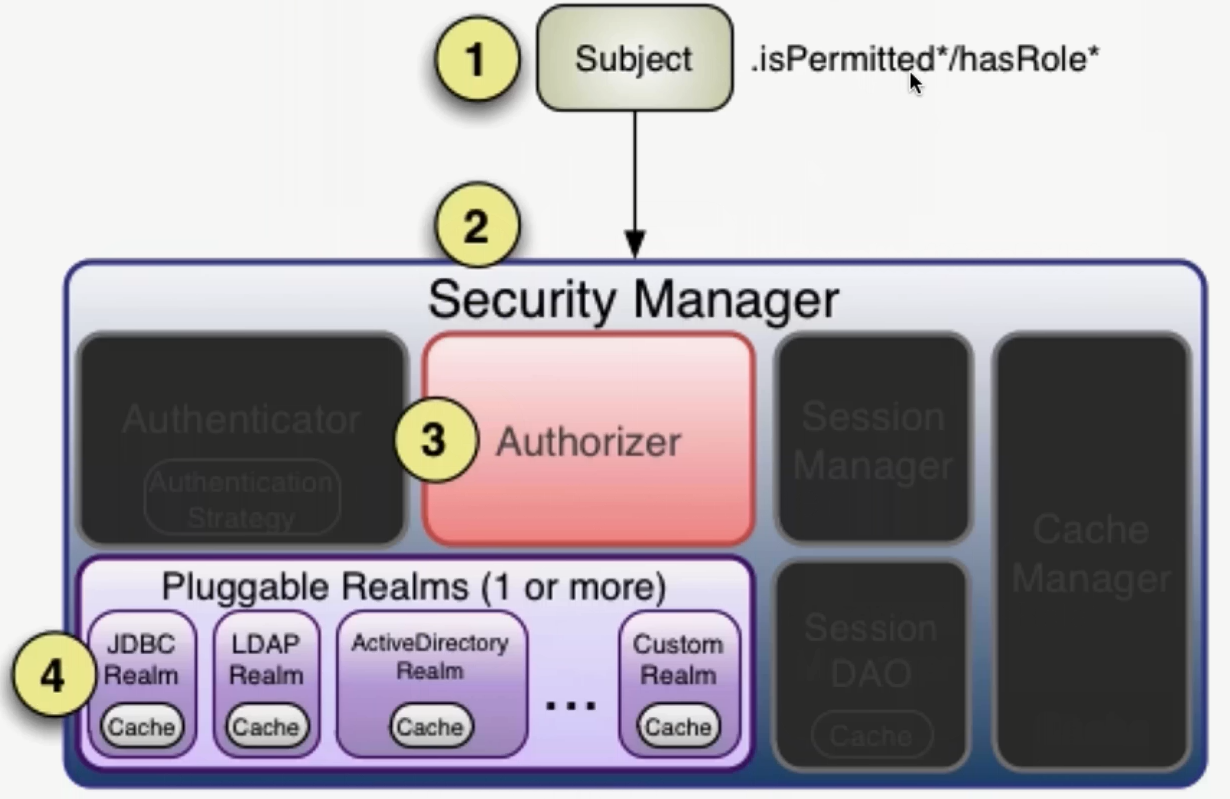 1
Subject
.isPermitted*/hasRole*
2
Security Manager
Authenticator
Authentication
Strategy
3
Authorizer
Session
Manager
Cache
Manager
Pluggable Realms (1 or more)
4
JDBC
Realm
Cache
LDAP
Realm
Cache
ActiveDirectory
Realm
Cache
...
Custom
Realm
Cache
Session
DAO
Cache